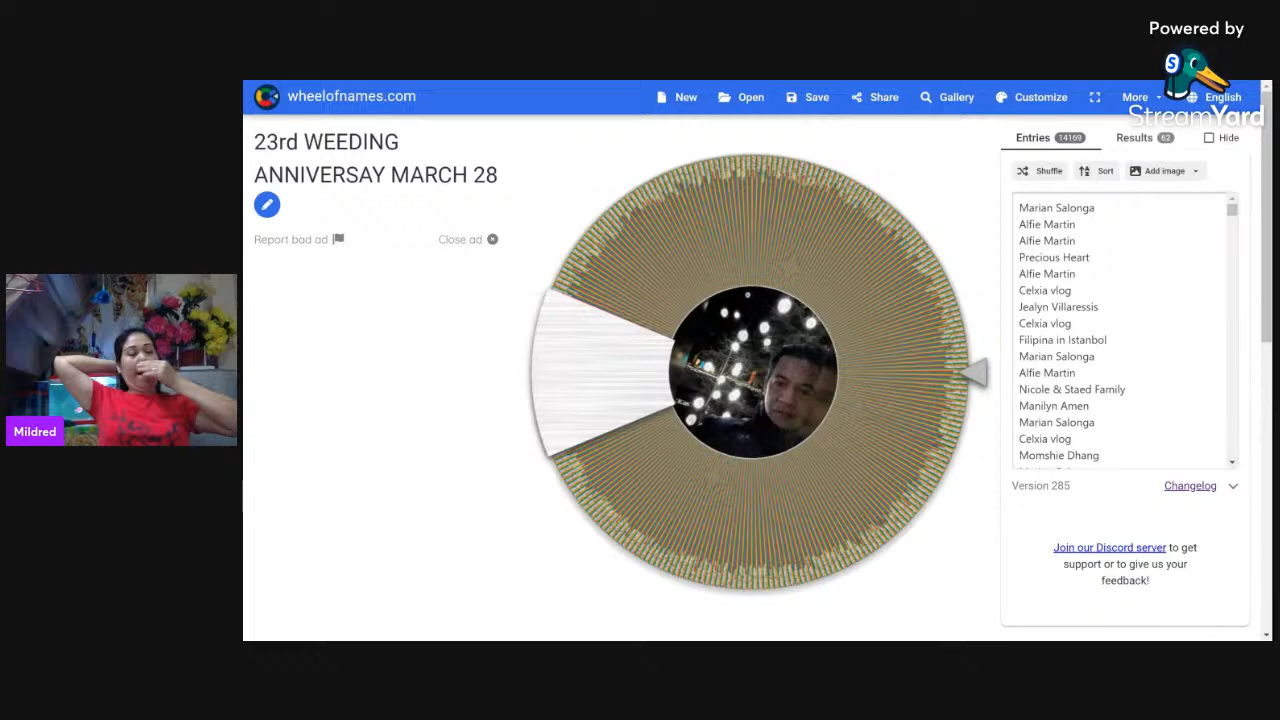 Powered by
StreamYard
wheelofnames.com
New
Open
Save
Share
Gallery
Customize
More
English
23rd WEEDING
ANNIVERSAY MARCH 28
Report bad ad
Close ad
Entries 14169
Results 62
Hide
Shuffle
Sort
Add image
Marian Salonga
Alfie Martin
Alfie Martin
Precious Heart
Alfie Martin
Celxia vlog
Jealyn Villaressis
Celxia vlog
Filipina in Istanbol
Marian Salonga
Alfie Martin
Nicole & Staed Family
Manilyn Amen
Marian Salonga
Celxia vlog
Momshie Dhang
Version 285
Changelog
Join our Discord server to get
support or to give us your
feedback!
Mildred